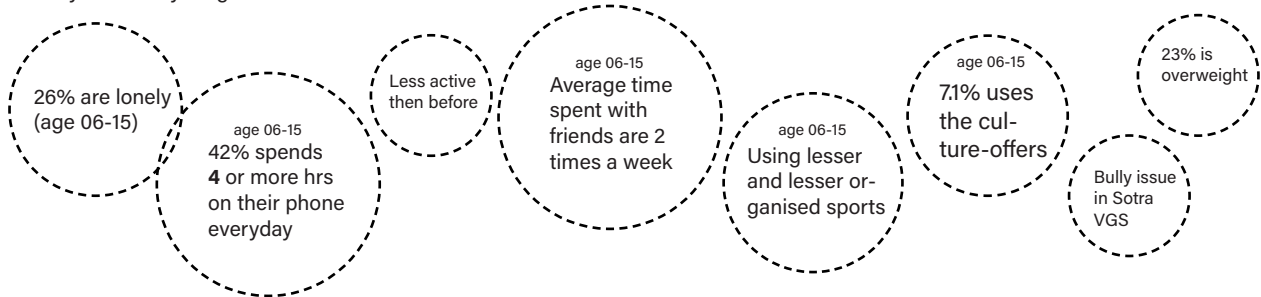 26% are lonely
(age 06-15)
age 06-15
42% spends
4 or more hrs
on their phone
everyday
Less active
then before
age 06-15
Average time
spent with
friends are 2
times a week
age 06-15
Using lesser
and lesser or-
ganised sports
age 06-15
7.1% uses
the cul-
ture-offers
Bully issue
in Sotra
VGS
23% is
overweight